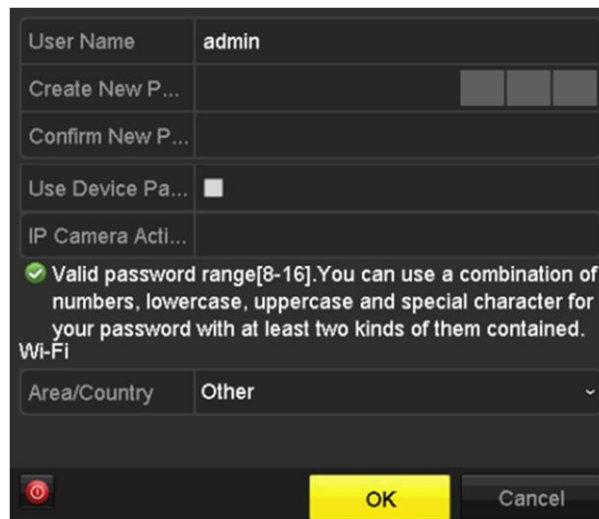 User Name admin
Create New P...
Confirm New P...
Use Device Pa...
IP Camera Acti...
Valid password range[8-16].You can use a combination of
numbers, lowercase, uppercase and special character for
your password with at least two kinds of them contained.
Wi-Fi
Area/Country Other
OK Cancel